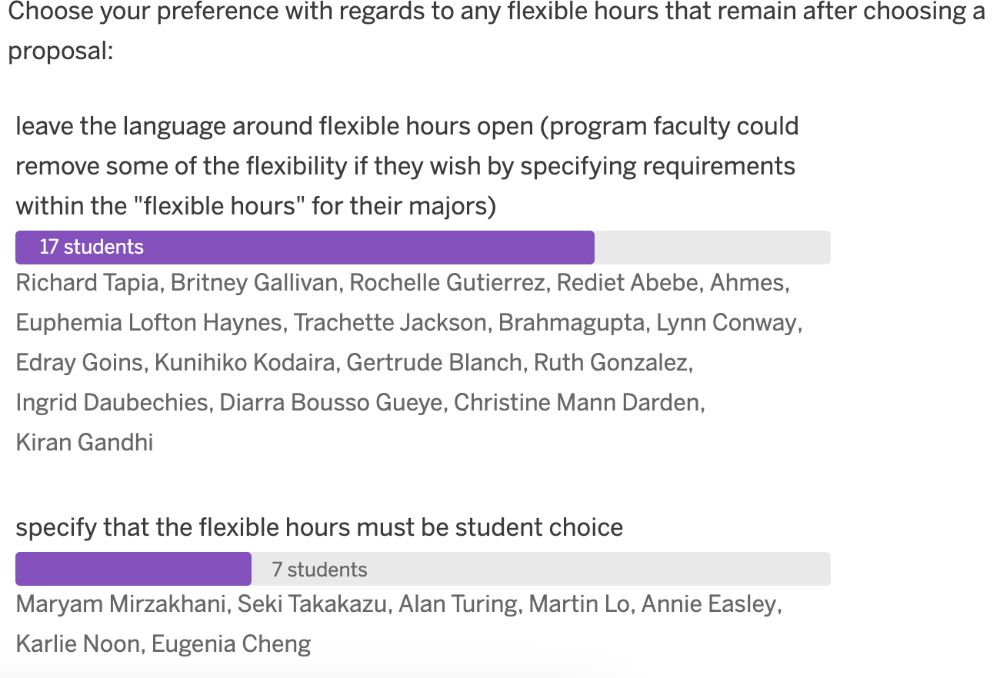 Choose your preference with regards to any flexible hours that remain after choosing a
proposal:
leave the language around flexible hours open (program faculty could
remove some of the flexibility if they wish by specifying requirements
within the "flexible hours" for their majors)
17 students
Richard Tapia, Britney Gallivan, Rochelle Gutierrez, Rediet Abebe, Ahmes,
Euphemia Lofton Haynes, Trachette Jackson, Brahmagupta, Lynn Conway,
Edray Goins, Kunihiko Kodaira, Gertrude Blanch, Ruth Gonzalez,
Ingrid Daubechies, Diarra Bousso Gueye, Christine Mann Darden,
Kiran Gandhi
specify that the flexible hours must be student choice
7 students
Maryam Mirzakhani, Seki Takakazu, Alan Turing, Martin Lo, Annie Easley,
Karlie Noon, Eugenia Cheng